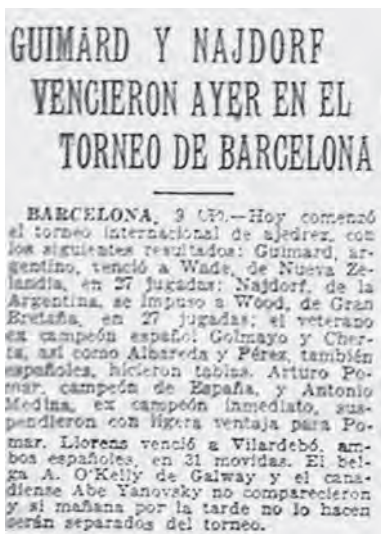 GUIMARD Y NAJDORF
VENCIERON AYER EN EL
TORNEO DE BARCELONA
BARCELONA, 9 (UP).—Hoy comenzó
el torneo internacional de ajedrez, con
los siguientes resultados: Guimard, ar-
gentino, venció a Wade, de Nueva Ze-
landia, en 27 jugadas; Najdorf, de la
Argentina, se impuso a Wood, de Gran
Bretaña, en 27 jugadas; el veterano
ex campeón español Golmayo y Cher-
ta, así como Albareda y Pérez, también
españoles, hicieron tablas. Arturo Po-
mar, campeón de España, y Antonio
Medina, ex campeón inmediato, sus-
pendieron con ligera ventaja para Po-
mar. Llorens venció a Vilardebó, am-
bos españoles, en 31 movidas. El bel-
ga A. O'Kelly de Galway y el cana-
diense Abe Yanovsky no comparecieron
y si mañana por la tarde no lo hacen
serán separados del torneo.